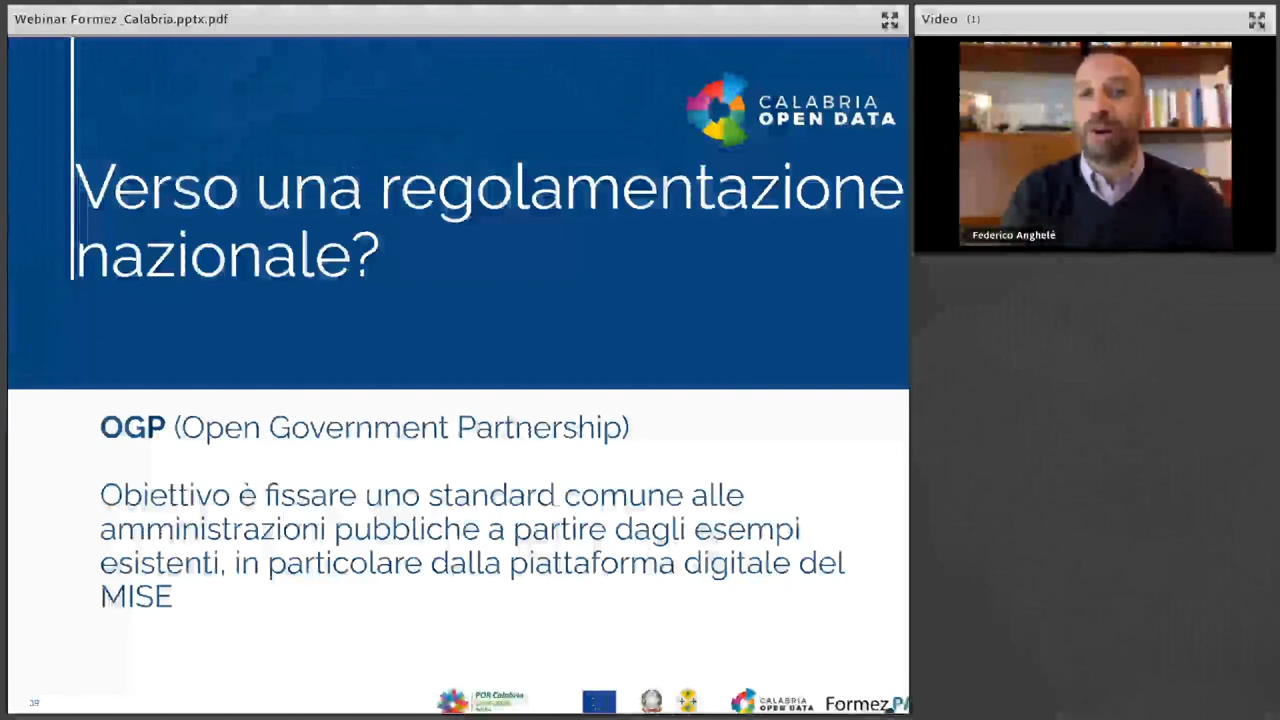 Webinar Formez_Calabria.pptx.pdf
Video (1)
CALABRIA
OPEN DATA
Verso una regolamentazione
nazionale?
Federico Anghelé
OGP (Open Government Partnership)
Obiettivo è fissare uno standard comune alle
amministrazioni pubbliche a partire dagli esempi
esistenti, in particolare dalla piattaforma digitale del
MISE
39
POR Calabria
CALABRIA
OPEN DATA
FormezPA